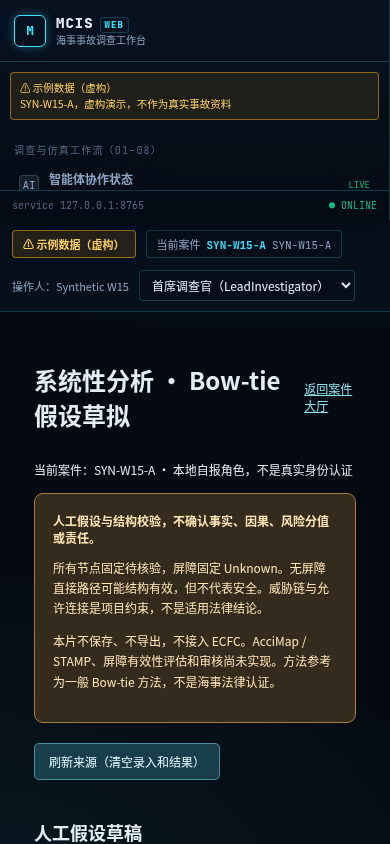 M
MCIS WEB
海事事故调查工作台
⚠ 示例数据（虚构）
SYN-W15-A，虚构演示，不作为真实事故资料
调查与仿真工作流（01-08）
AI 智能体协作状态 LIVE
service 127.0.0.1:8765 ● ONLINE
⚠ 示例数据（虚构） 当前案件 SYN-W15-A SYN-W15-A
操作人：Synthetic W15 首席调查官（LeadInvestigator）
系统性分析 · Bow-tie
假设草拟
返回案件
大厅
当前案件：SYN-W15-A · 本地自报角色，不是真实身份认证
人工假设与结构校验，不确认事实、因果、风险分值
或责任。
所有节点固定待核验，屏障固定 Unknown。无屏障
直接路径可能结构有效，但不代表安全。威胁链与允
许连接是项目约束，不是适用法律结论。
本片不保存、不导出，不接入 ECFC。AcciMap /
STAMP、屏障有效性评估和审核尚未实现。方法参考
为一般 Bow-tie 方法，不是海事法律认证。
刷新来源（清空录入和结果）
人工假设草稿